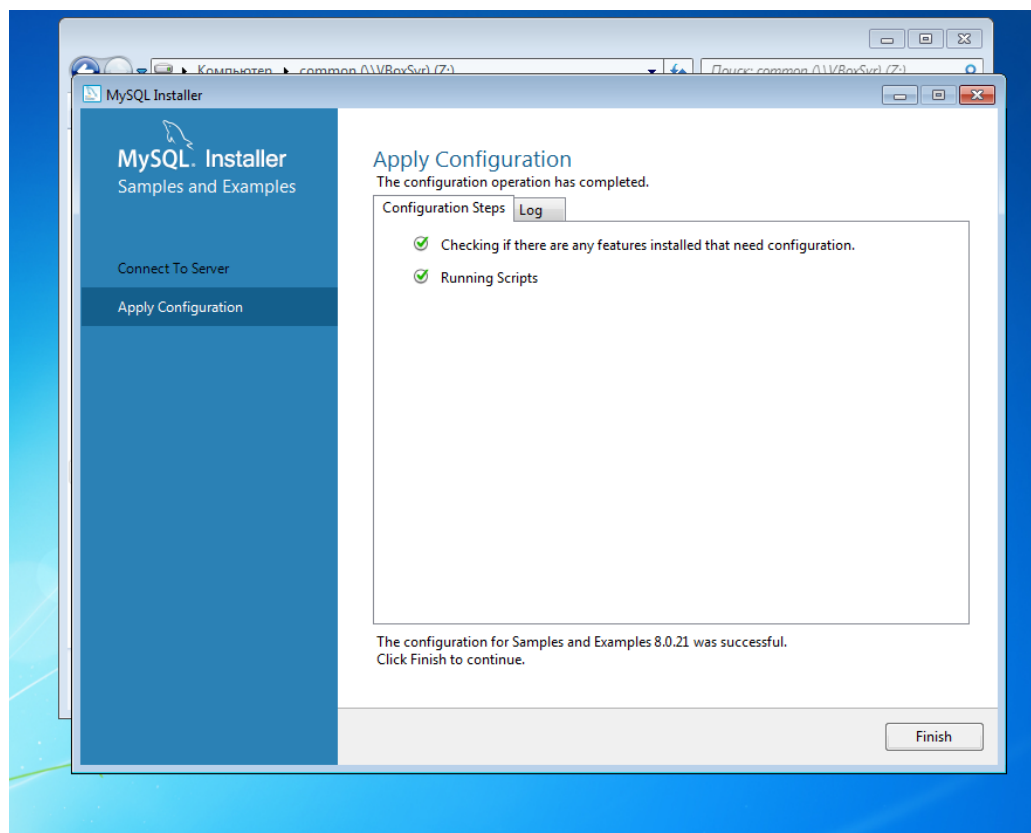 Компьютер ▸ common (\\VBoxSvr) (Z:)
Поиск: common (\\VBoxSvr) (Z:)
MySQL Installer
MySQL. Installer
Samples and Examples
Connect To Server
Apply Configuration
Apply Configuration
The configuration operation has completed.
Configuration Steps Log
Checking if there are any features installed that need configuration.
Running Scripts
The configuration for Samples and Examples 8.0.21 was successful.
Click Finish to continue.
Finish